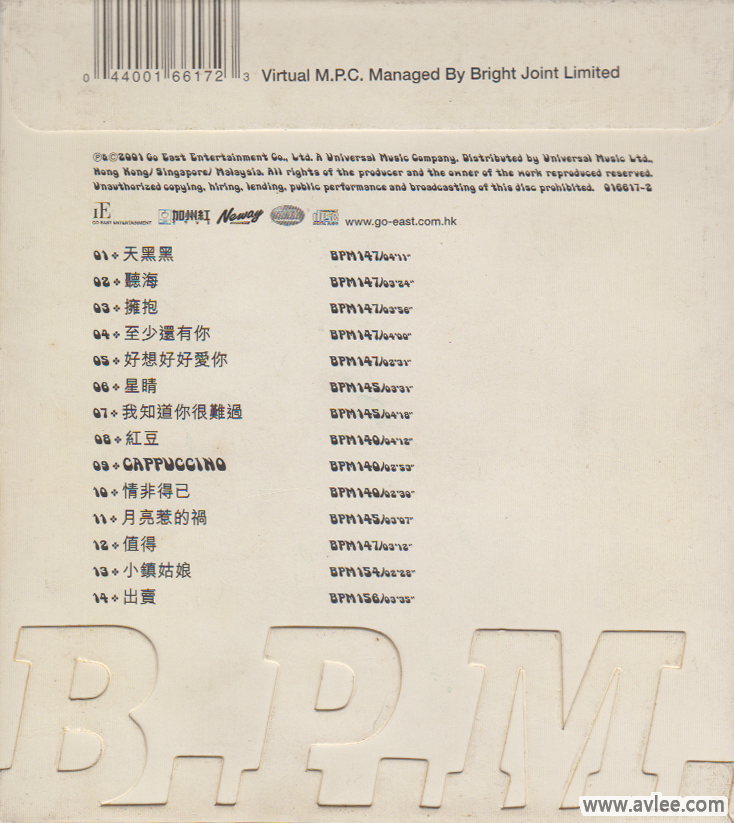 0 44001 66172 3 Virtual M.P.C. Managed By Bright Joint Limited
℗&©2001 Go East Entertainment Co., Ltd. A Universal Music Company. Distributed by Universal Music Ltd.,
Hong Kong/ Singapore/ Malaysia. All rights of the producer and the owner of the work reproduced reserved.
Unauthorized copying, hiring, lending, public performance and broadcasting of this disc prohibited. 016617-2
GO EAST ENTERTAINMENT 加州紅 Neway www.go-east.com.hk
01 天黑黑 BPM147/04'11"
02 聽海 BPM147/03'24"
03 擁抱 BPM147/03'56"
04 至少還有你 BPM147/04'00"
05 好想好好愛你 BPM147/02'31"
06 星晴 BPM145/03'31"
07 我知道你很難過 BPM145/04'18"
08 紅豆 BPM140/04'12"
09 CAPPUCCINO BPM140/02'53"
10 情非得已 BPM140/02'30"
11 月亮惹的禍 BPM145/03'07"
12 值得 BPM147/03'12"
13 小鎮姑娘 BPM154/02'28"
14 出賣 BPM156/03'35"
B.P.M.
www.avlee.com